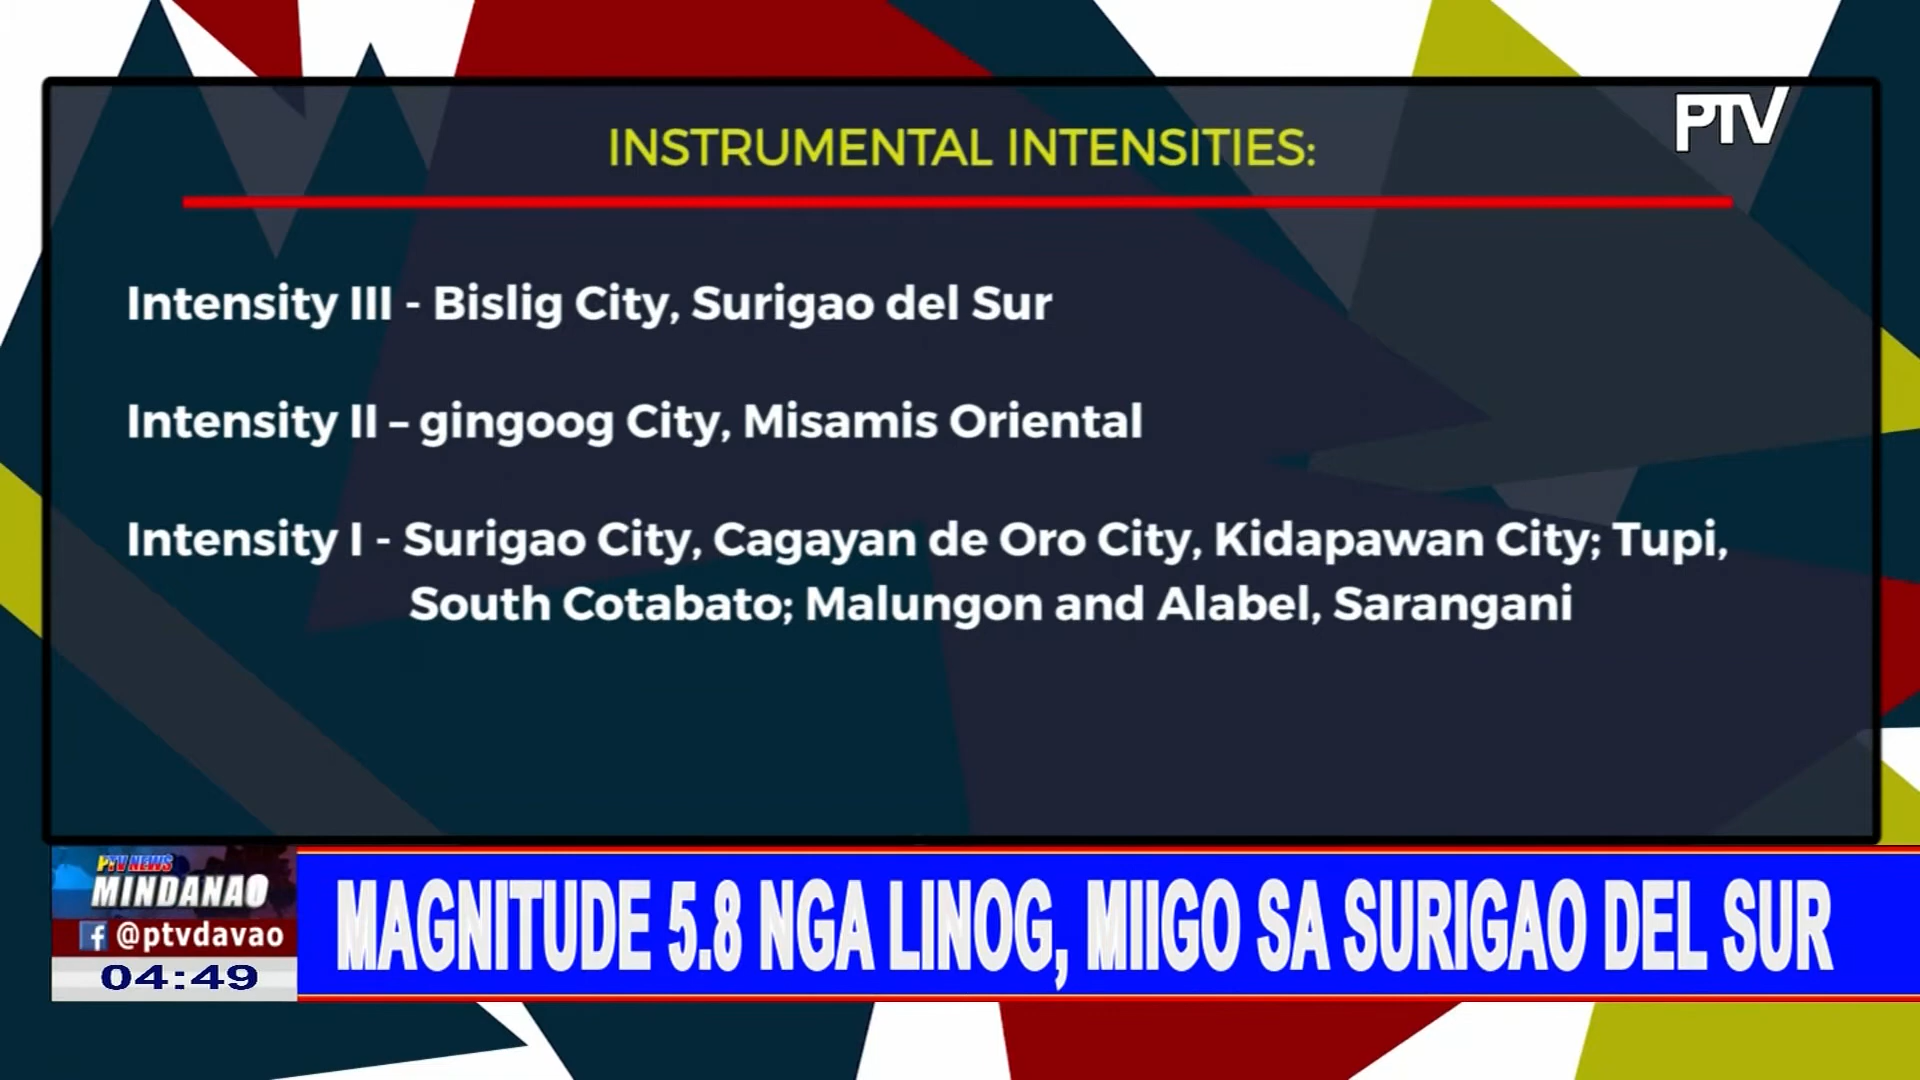 PTV
INSTRUMENTAL INTENSITIES:
Intensity III - Bislig City, Surigao del Sur
Intensity II – gingoog City, Misamis Oriental
Intensity I - Surigao City, Cagayan de Oro City, Kidapawan City; Tupi,
South Cotabato; Malungon and Alabel, Sarangani
PTV NEWS
MINDANAO
@ptvdavao
04:49
MAGNITUDE 5.8 NGA LINOG, MIIGO SA SURIGAO DEL SUR